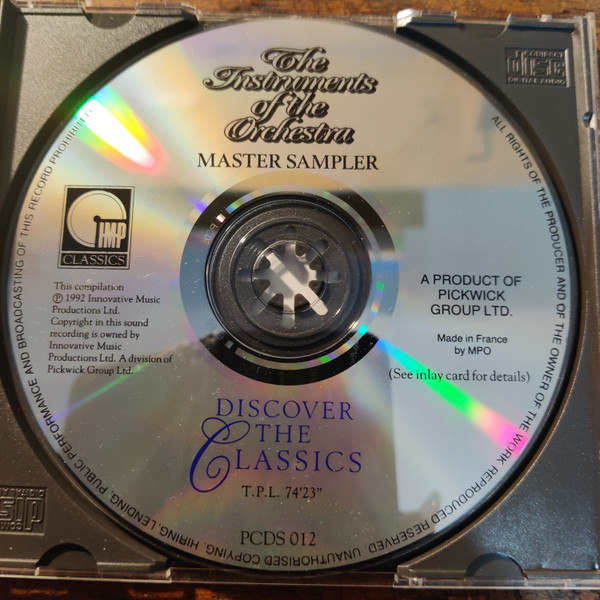 The
Instruments
of the
Orchestra
MASTER SAMPLER
COMPACT
disc
DIGITAL AUDIO
IMP
CLASSICS
This compilation
℗ 1992 Innovative Music
Productions Ltd.
Copyright in this sound
recording is owned by
Innovative Music
Productions Ltd. A division of
Pickwick Group Ltd.
A PRODUCT OF
PICKWICK
GROUP LTD.
Made in France
by MPO
(See inlay card for details)
DISCOVER
THE
CLASSICS
T.P.L. 74'23"
PCDS 012
ALL RIGHTS OF THE PRODUCER AND OF THE OWNER OF THE WORK REPRODUCED RESERVED. UNAUTHORISED COPYING, HIRING, LENDING, PUBLIC PERFORMANCE AND BROADCASTING OF THIS RECORD PROHIBITED
disc
DIGITAL AUDIO